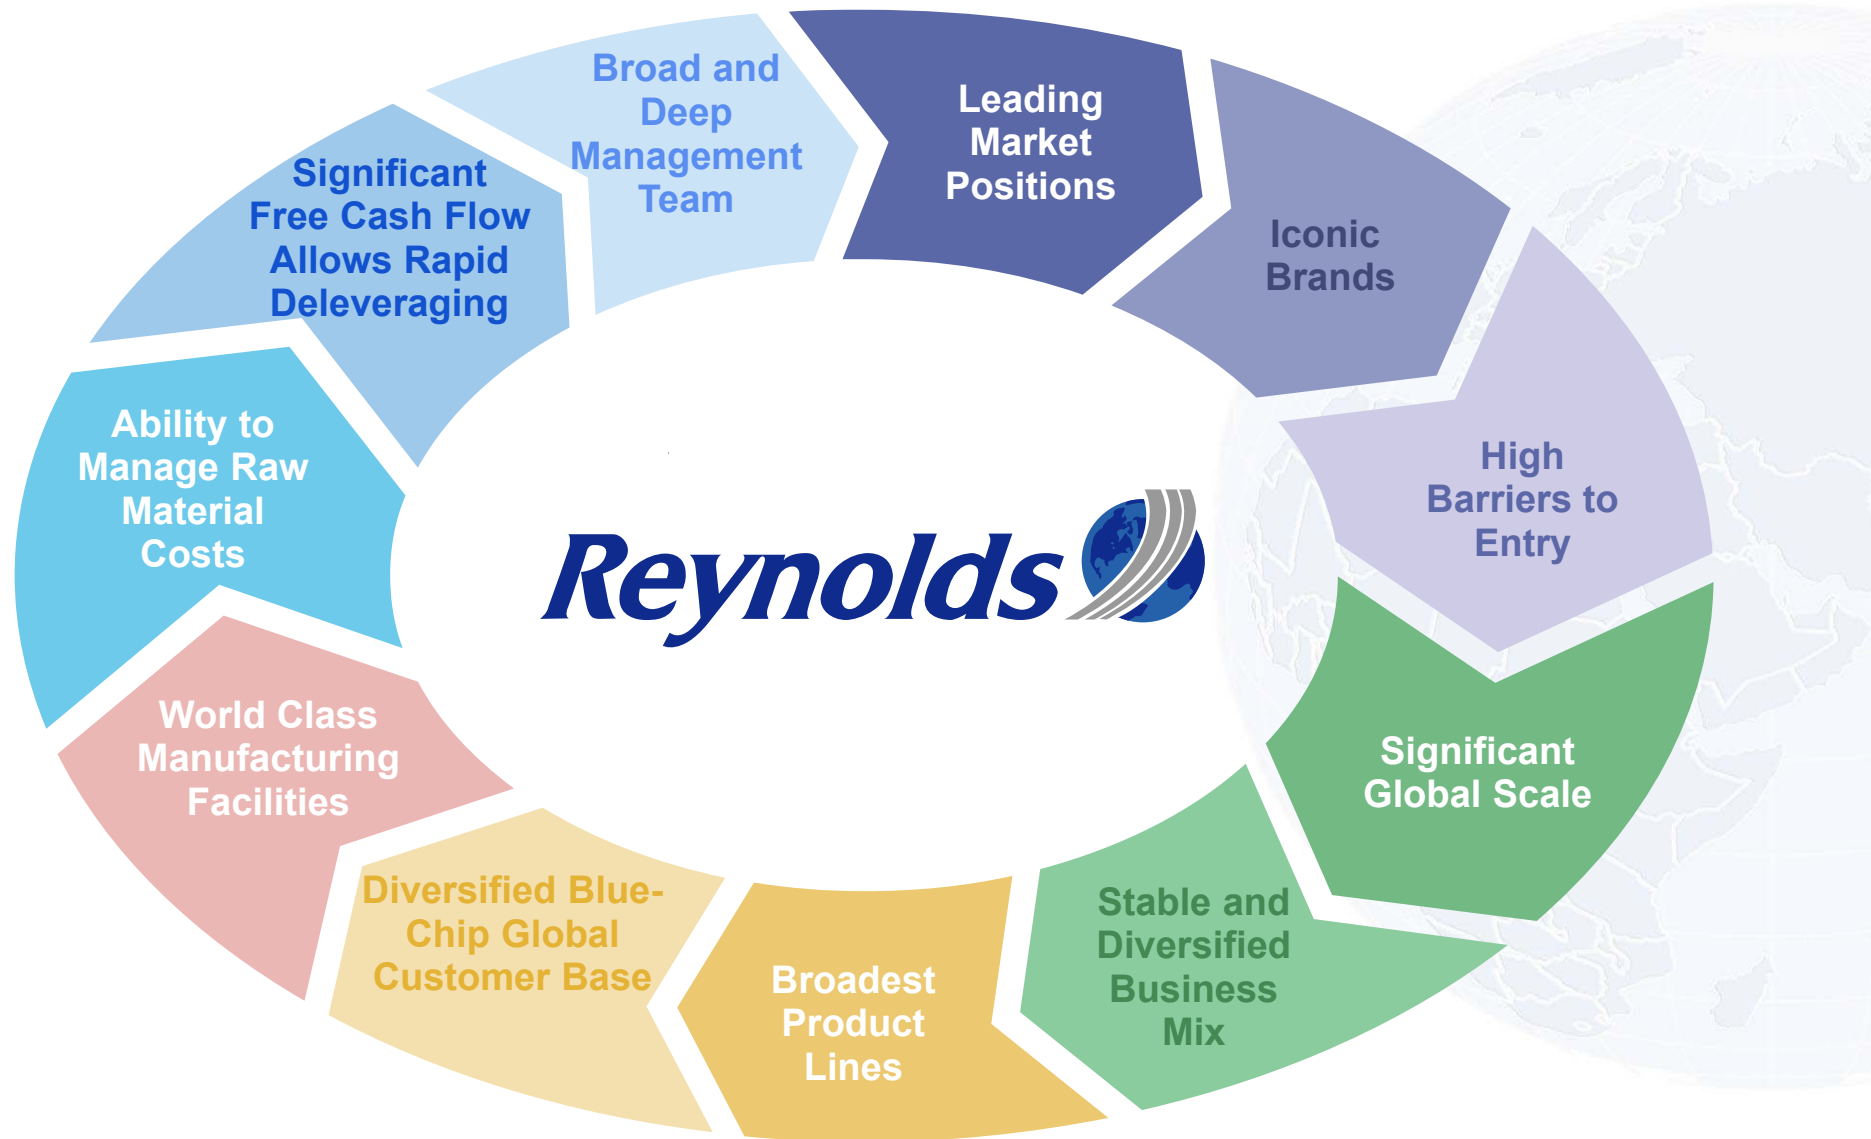 Broad and
Deep
Management
Team
Leading
Market
Positions
Iconic
Brands
High
Barriers to
Entry
Significant
Global Scale
Stable and
Diversified
Business
Mix
Broadest
Product
Lines
Diversified Blue-
Chip Global
Customer Base
World Class
Manufacturing
Facilities
Ability to
Manage Raw
Material
Costs
Significant
Free Cash Flow
Allows Rapid
Deleveraging
Reynolds